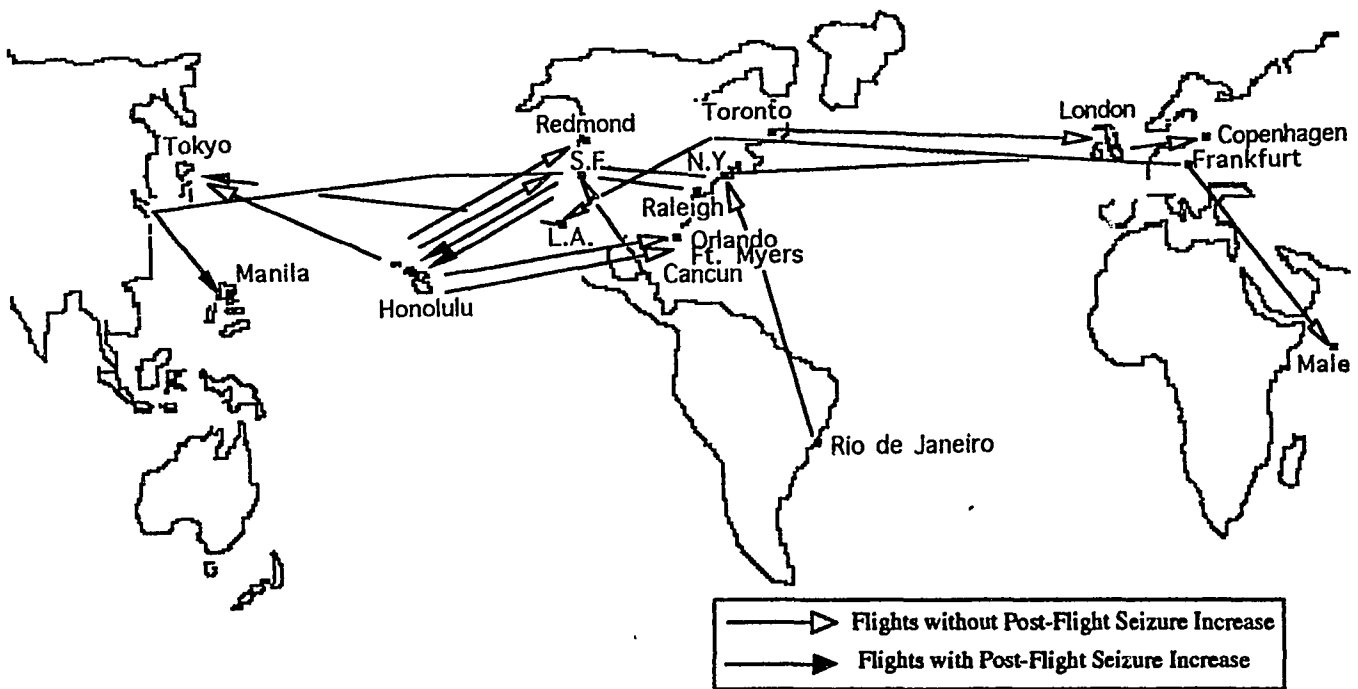 Toronto
London
Redmond
Copenhagen
Tokyo
S.F.
N.Y.
Frankfurt
Raleigh
L.A.
Orlando
Ft. Myers
Manila
Cancun
Honolulu
Male
Rio de Janeiro
Flights without Post-Flight Seizure Increase
Flights with Post-Flight Seizure Increase